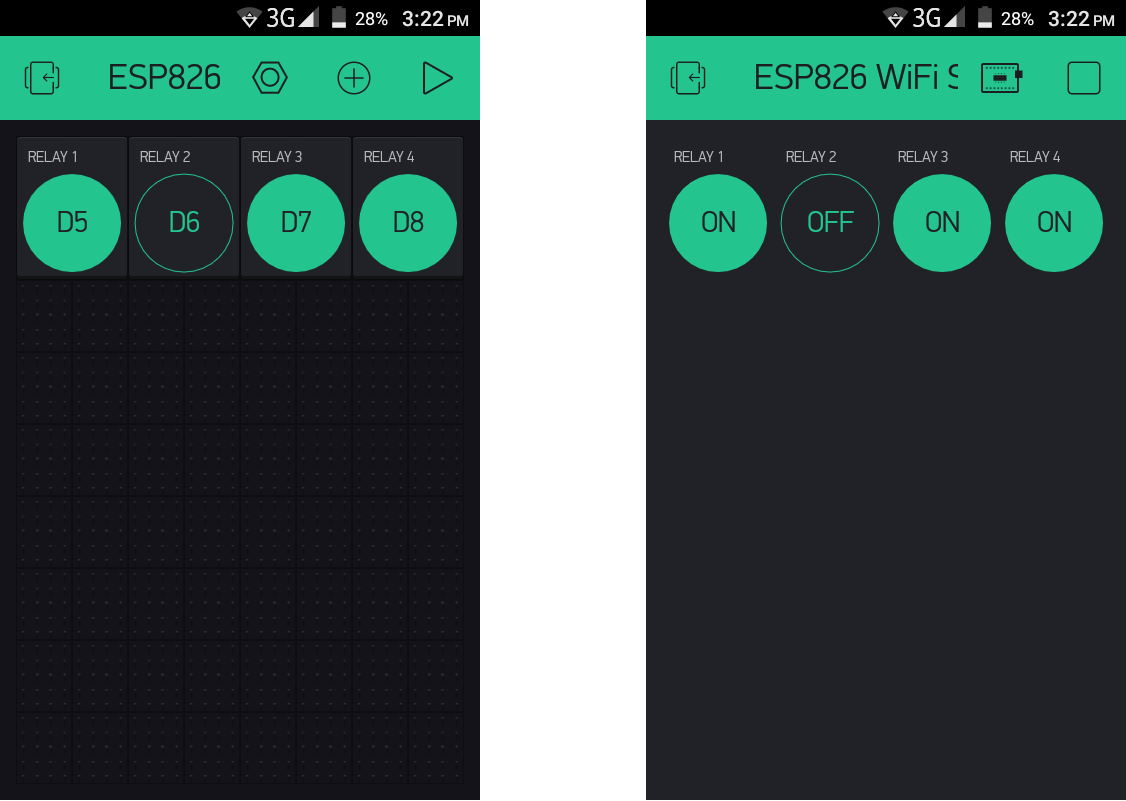 3G 28% 3:22 PM
ESP826
RELAY 1 RELAY 2 RELAY 3 RELAY 4
D5 D6 D7 D8
3G 28% 3:22 PM
ESP826 WiFi S
RELAY 1 RELAY 2 RELAY 3 RELAY 4
ON OFF ON ON